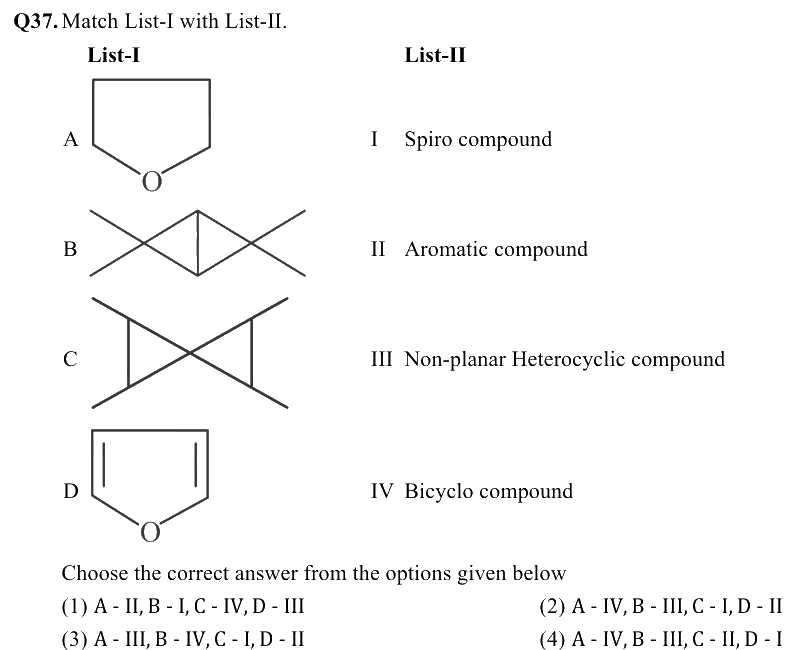 Q37. Match List-I with List-II.
List-I List-II
A O I Spiro compound
B II Aromatic compound
C III Non-planar Heterocyclic compound
D O IV Bicyclo compound
Choose the correct answer from the options given below
(1) A - II, B - I, C - IV, D - III (2) A - IV, B - III, C - I, D - II
(3) A - III, B - IV, C - I, D - II (4) A - IV, B - III, C - II, D - I